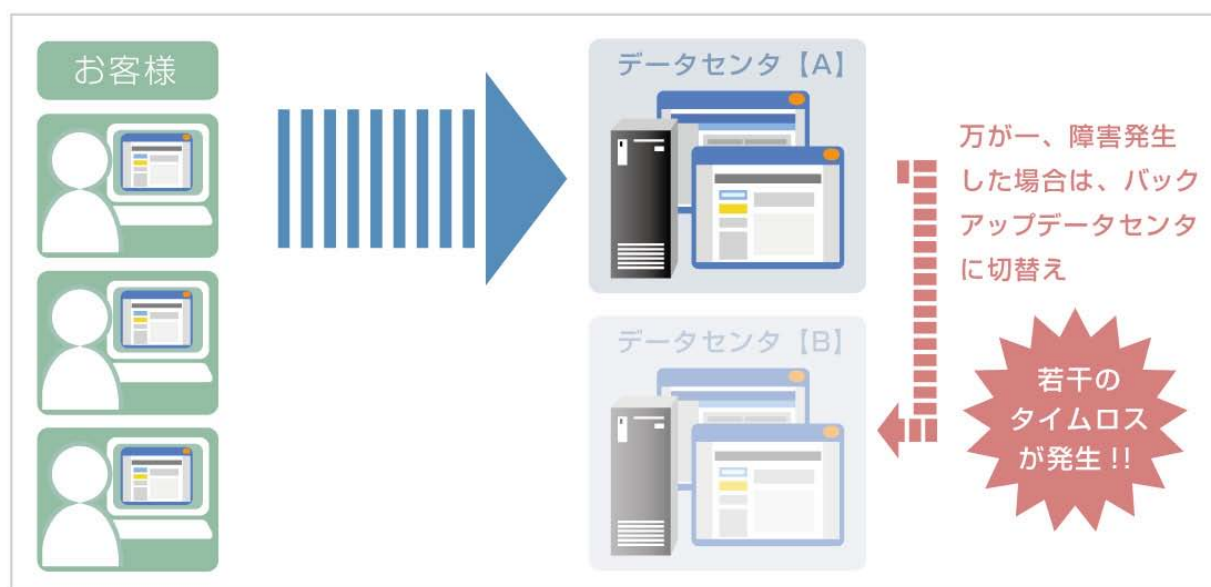 お客様
データセンタ【A】
万が一、障害発生
した場合は、バック
アップデータセンタ
に切替え
データセンタ【B】
若干の
タイムロス
が発生!!